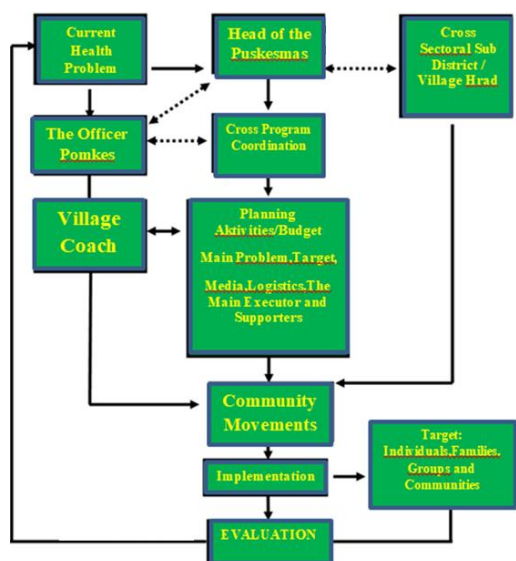 Current
Health
Problem
Head of the
Puskesmas
Cross
Sectoral Sub
District /
Village Hrad
The Officer
Pomkes
Cross Program
Coordination
Village
Coach
Planning
Aktivities/Budget
Main Problem,Target,
Media,Logistics,The
Main Executor and
Supporters
Community
Movements
Target:
Individuals,Families,
Groups and
Communities
Implementation
EVALUATION